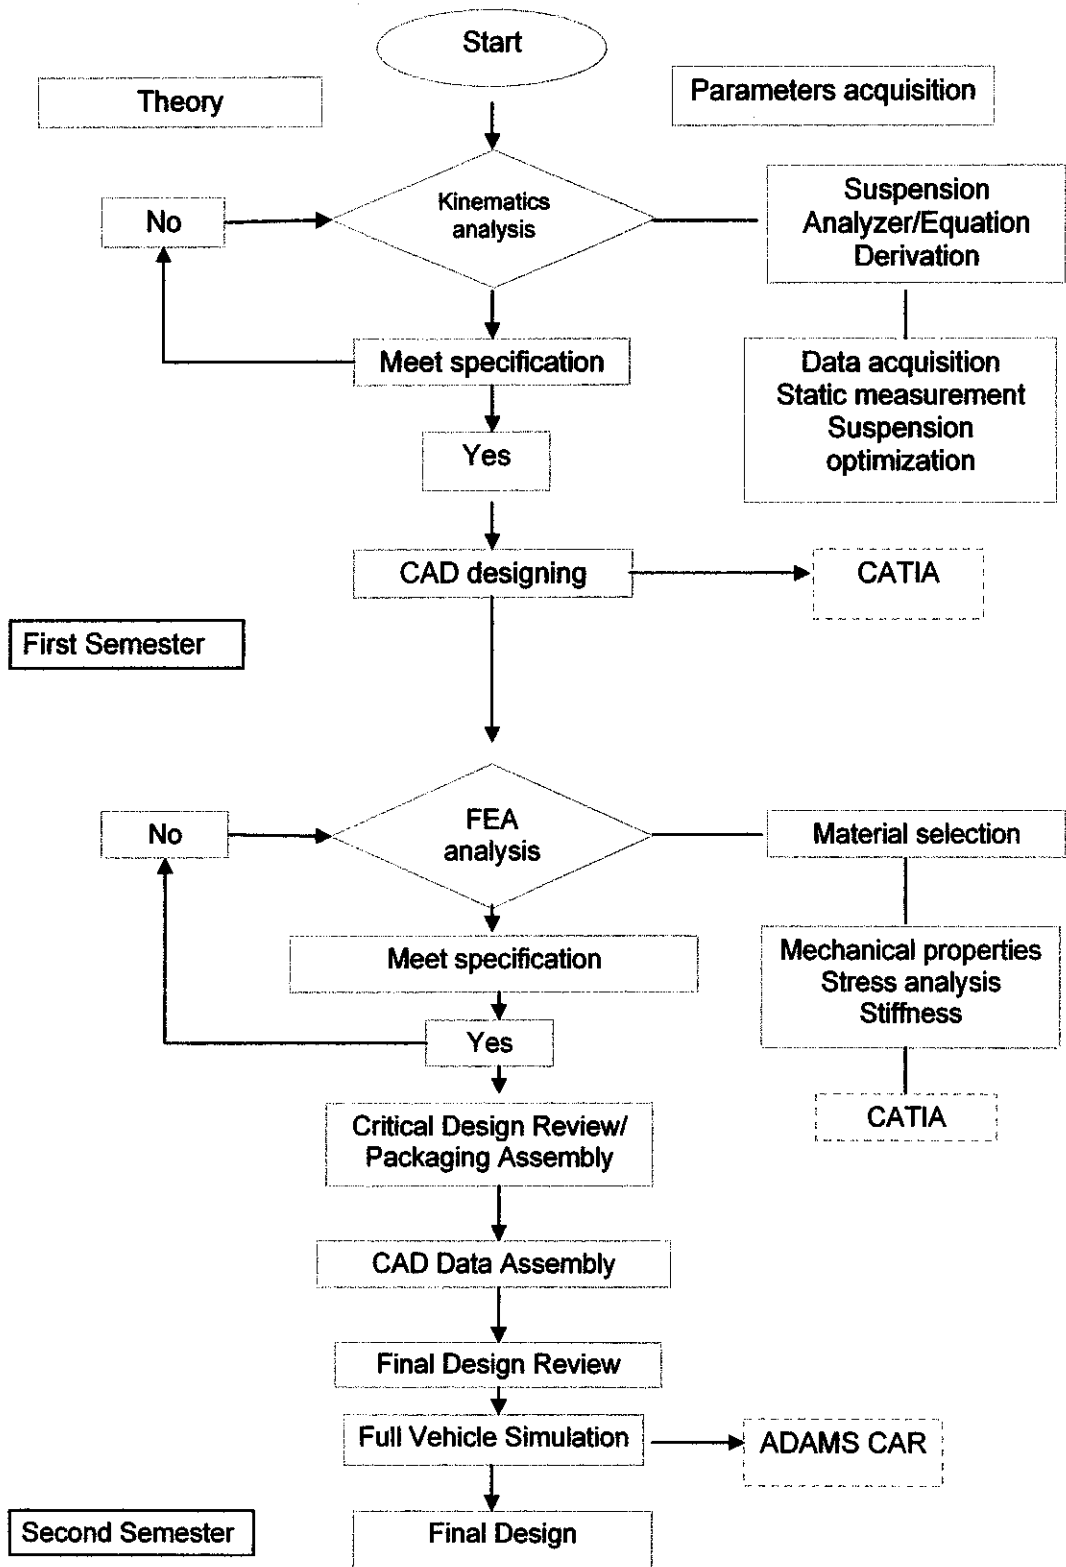 Start
Theory
Parameters acquisition
Kinematics
analysis
No
Suspension
Analyzer/Equation
Derivation
Meet specification
Data acquisition
Static measurement
Suspension
optimization
Yes
CAD designing
CATIA
First Semester
FEA
analysis
No
Material selection
Meet specification
Mechanical properties
Stress analysis
Stiffness
Yes
CATIA
Critical Design Review/
Packaging Assembly
CAD Data Assembly
Final Design Review
Full Vehicle Simulation
ADAMS CAR
Second Semester
Final Design